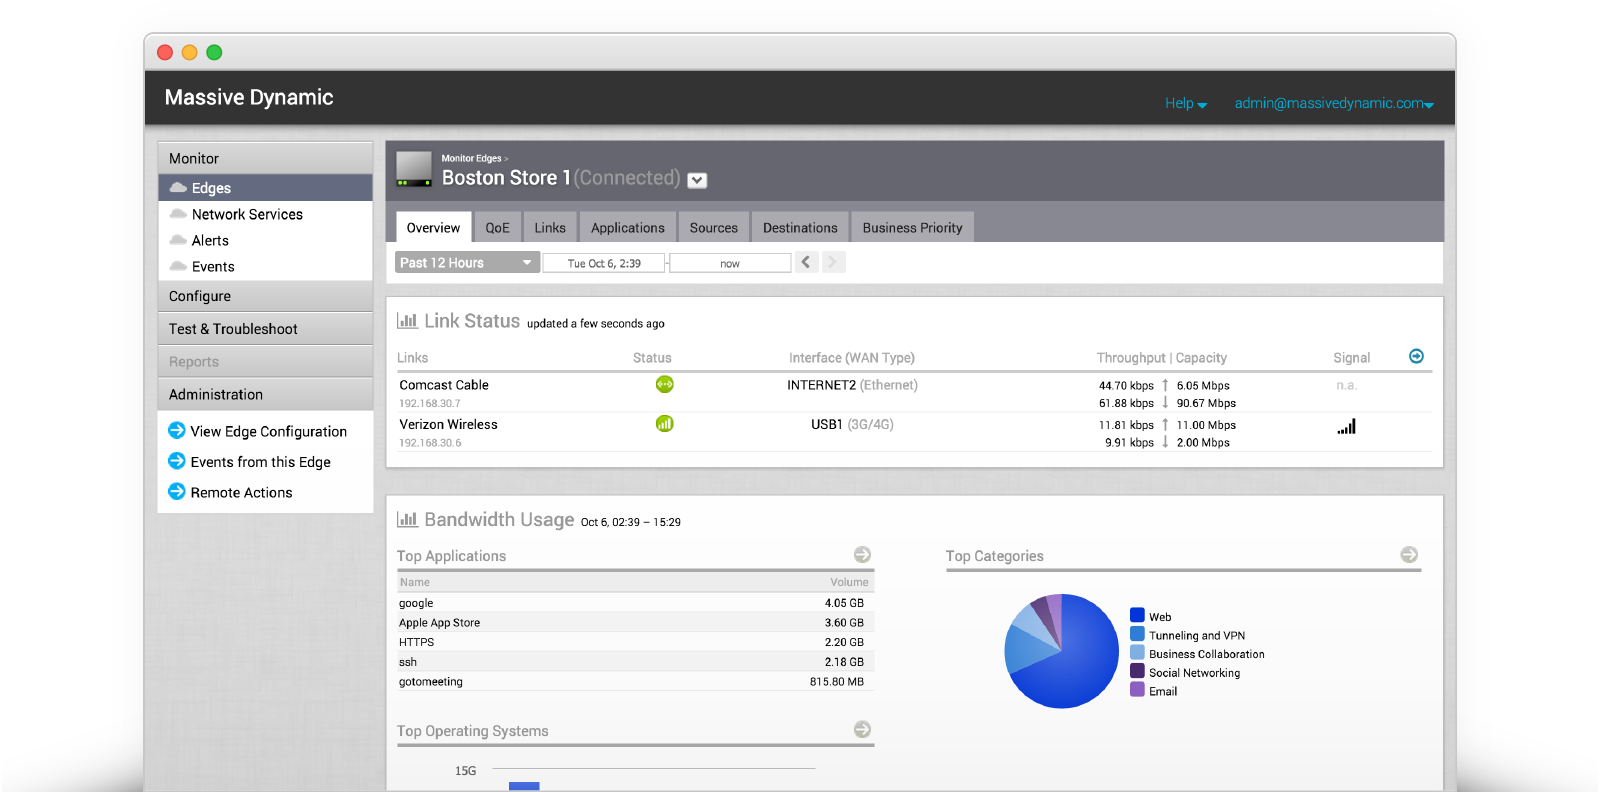 Massive Dynamic
Help
admin@massivedynamic.com
Monitor
Edges
Network Services
Alerts
Events
Configure
Test & Troubleshoot
Reports
Administration
View Edge Configuration
Events from this Edge
Remote Actions
Monitor Edges >
Boston Store 1 (Connected)
Overview QoE Links Applications Sources Destinations Business Priority
Past 12 Hours Tue Oct 6, 2:39 - now
Link Status updated a few seconds ago
Links Status Interface (WAN Type) Throughput | Capacity Signal
Comcast Cable INTERNET2 (Ethernet) 44.70 kbps ↑ 6.05 Mbps n.a.
192.168.30.7 61.88 kbps ↓ 90.67 Mbps
Verizon Wireless USB1 (3G/4G) 11.81 kbps ↑ 11.00 Mbps
192.168.30.6 9.91 kbps ↓ 2.00 Mbps
Bandwidth Usage Oct 6, 02:39 – 15:29
Top Applications
Name Volume
google 4.05 GB
Apple App Store 3.60 GB
HTTPS 2.20 GB
ssh 2.18 GB
gotomeeting 815.80 MB
Top Categories
Web
Tunneling and VPN
Business Collaboration
Social Networking
Email
Top Operating Systems
15G